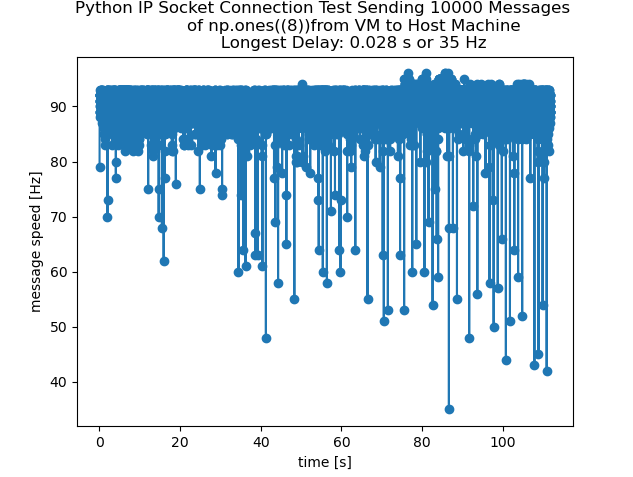 Python IP Socket Connection Test Sending 10000 Messages
of np.ones((8))from VM to Host Machine
Longest Delay: 0.028 s or 35 Hz
90
80
70
60
50
40
message speed [Hz]
0 20 40 60 80 100
time [s]